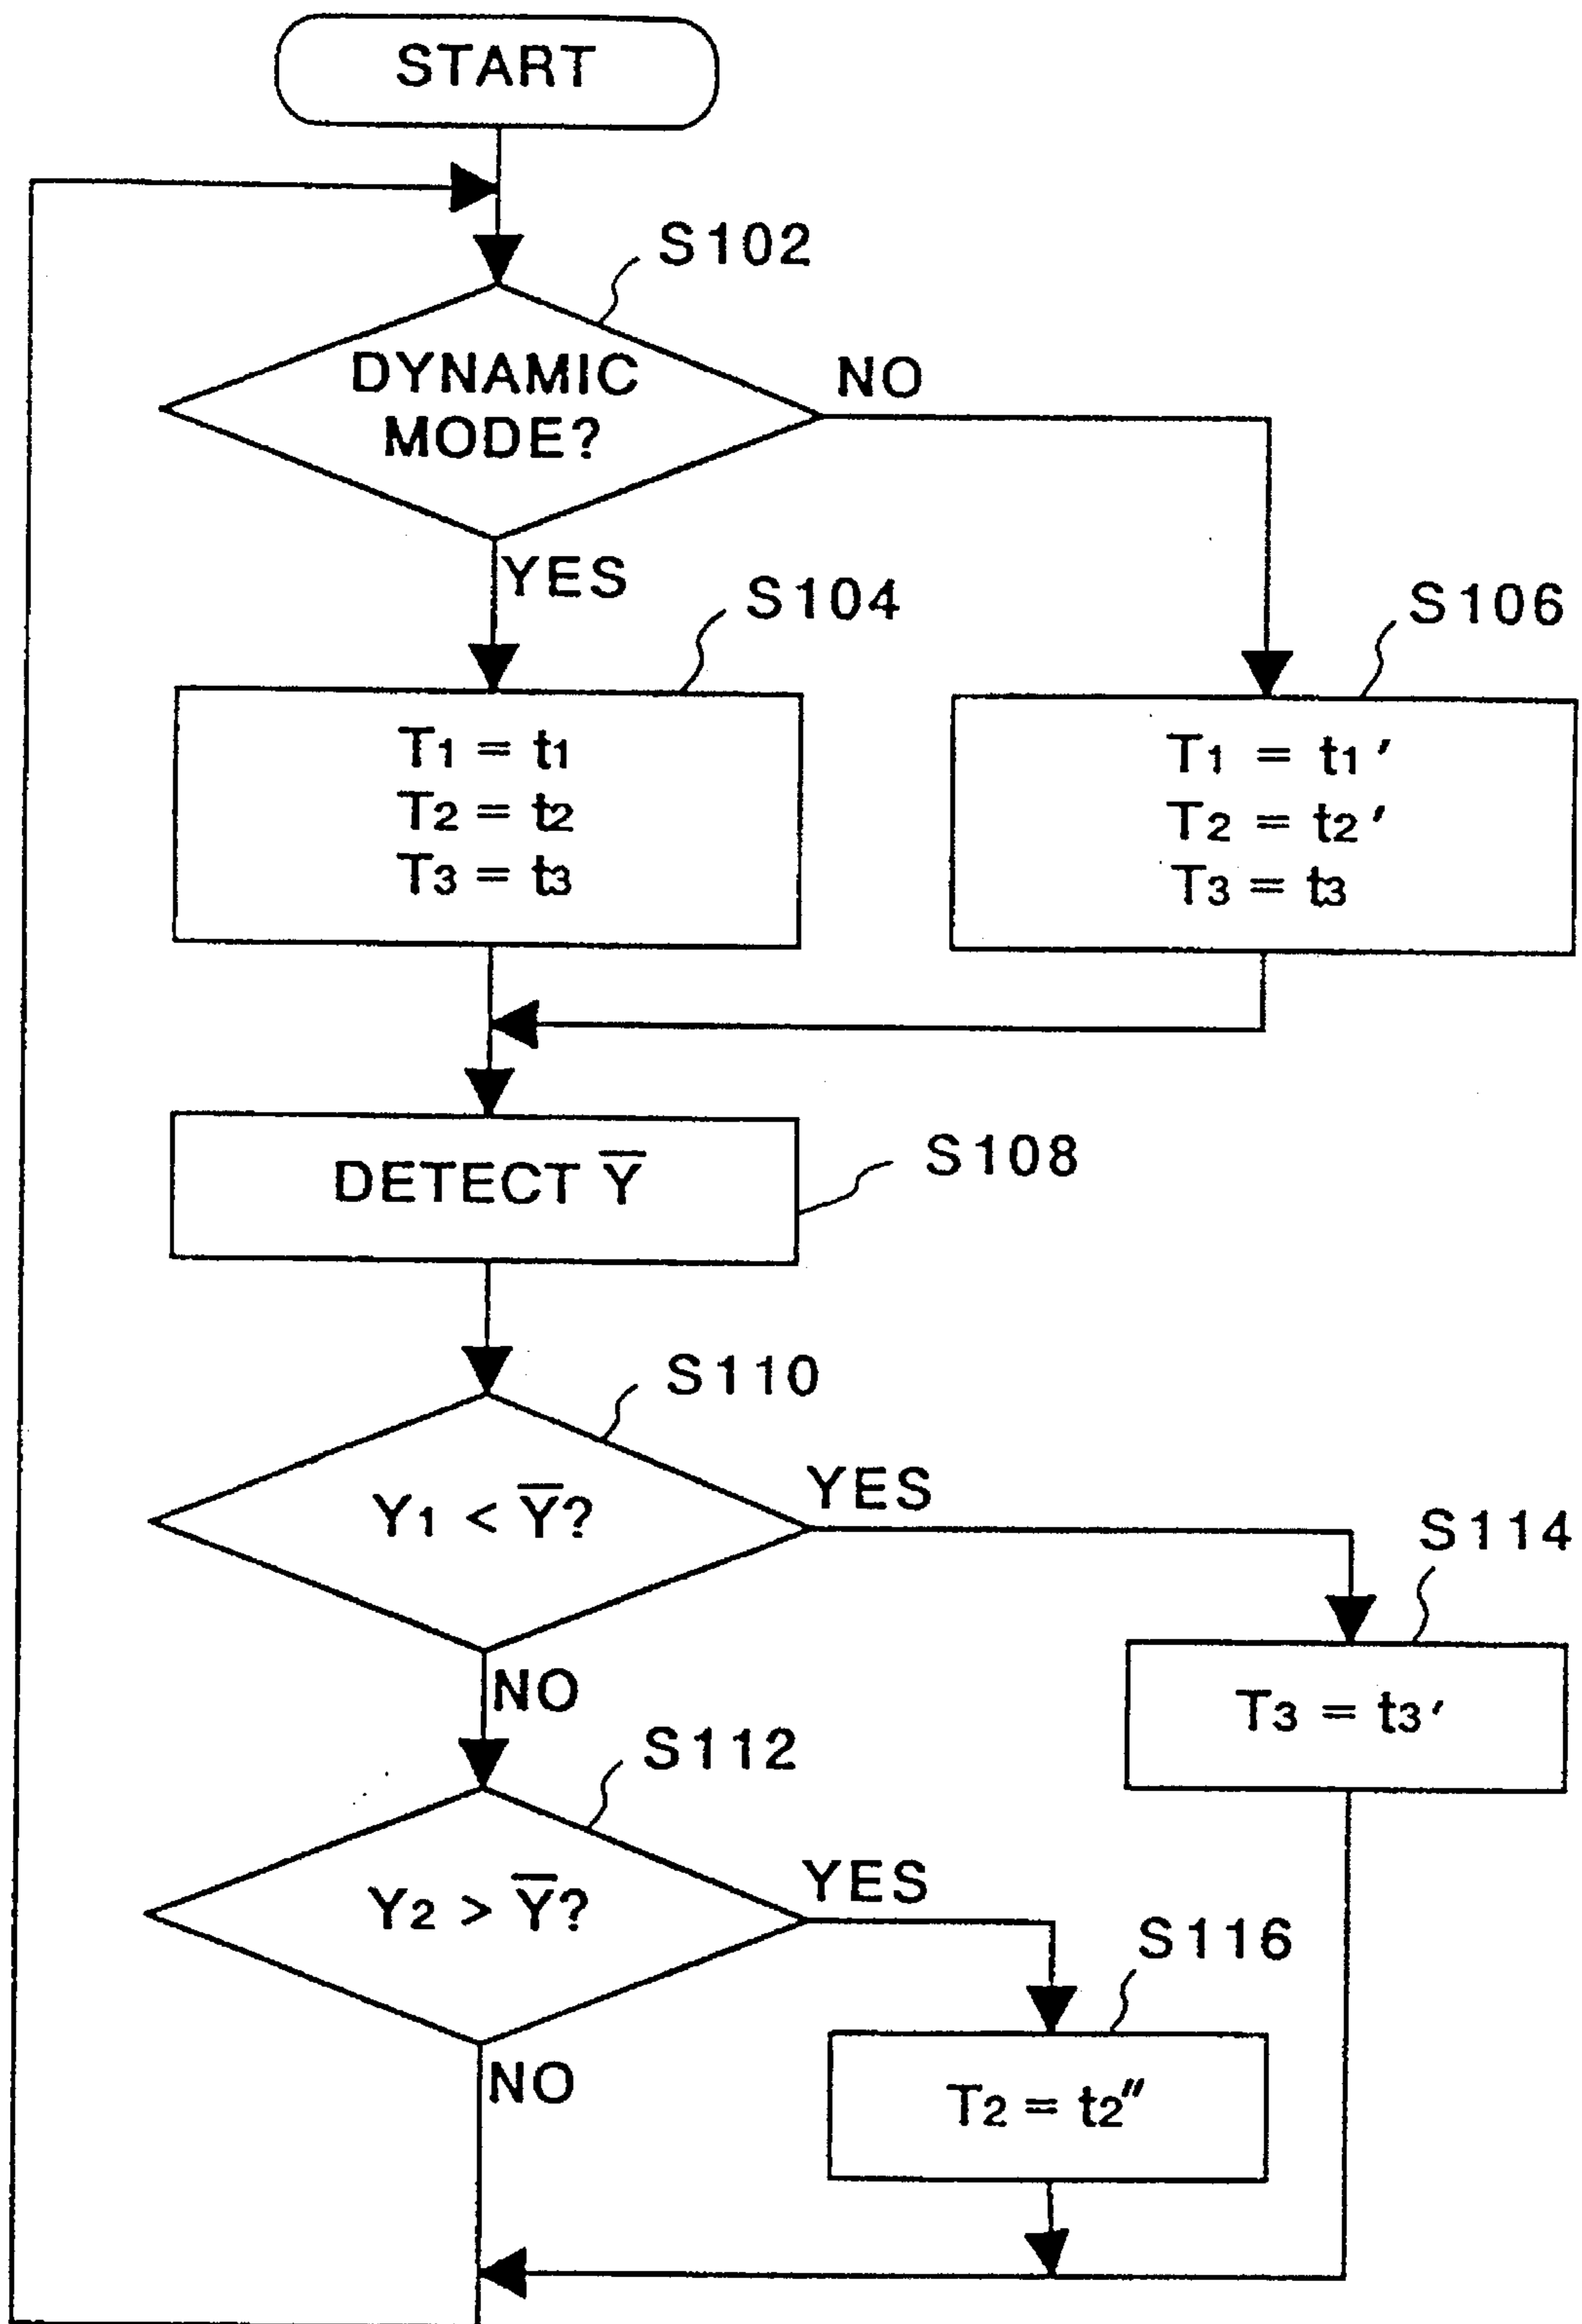 START
S102
DYNAMIC
MODE?
NO
YES
S104
S106
T1 = t1
T2 = t2
T3 = t3
T1 = t1'
T2 = t2'
T3 = t3
DETECT Y̅
S108
S110
Y1 < Y̅?
YES
NO
S114
T3 = t3'
S112
Y2 > Y̅?
YES
NO
S116
T2 = t2"